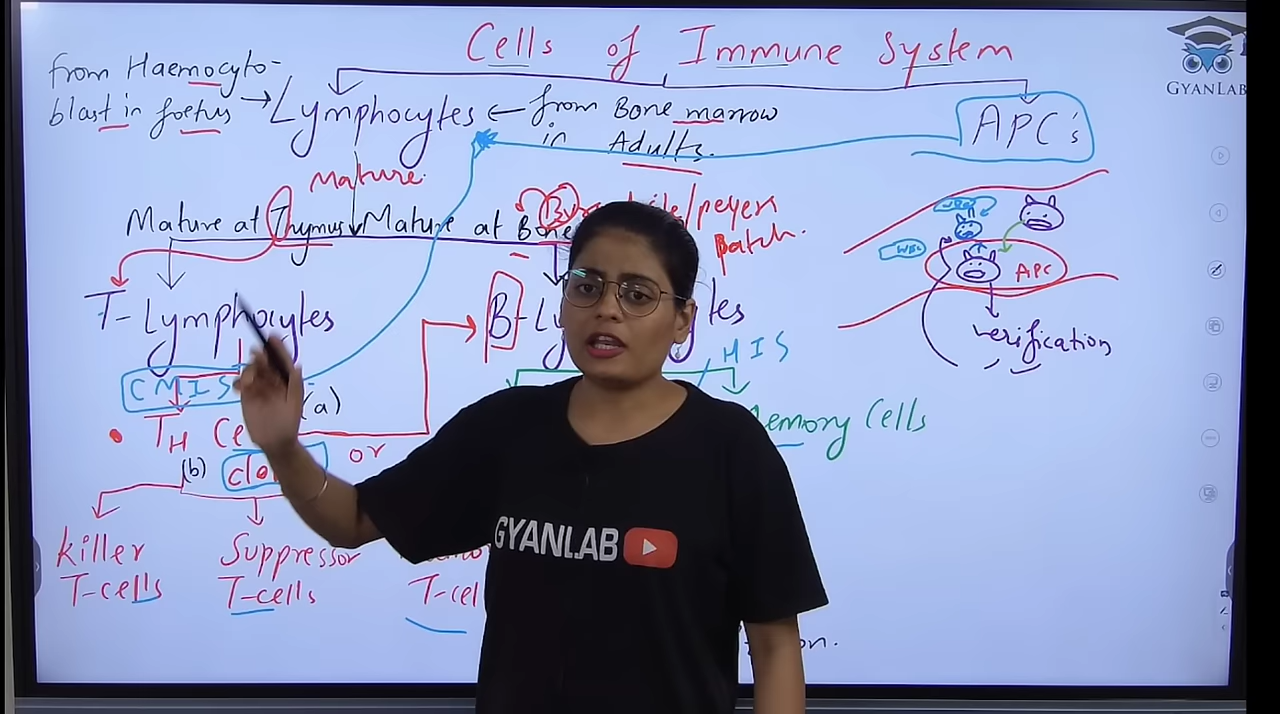 Cells of Immune System
GYANLAB
from Haemocyto-
blast in foetus → Lymphocytes ← from Bone marrow
in Adults.
APC's
Mature
Mature at Thymus Mature at Bone
/peyers
patch.
WBC
APC
verification
T-Lymphocytes
B-
HIS
CMIS
(a)
TH
or
(b)
Memory Cells
killer
T-cells
Suppressor
T-cells
T-cel
GYANLAB